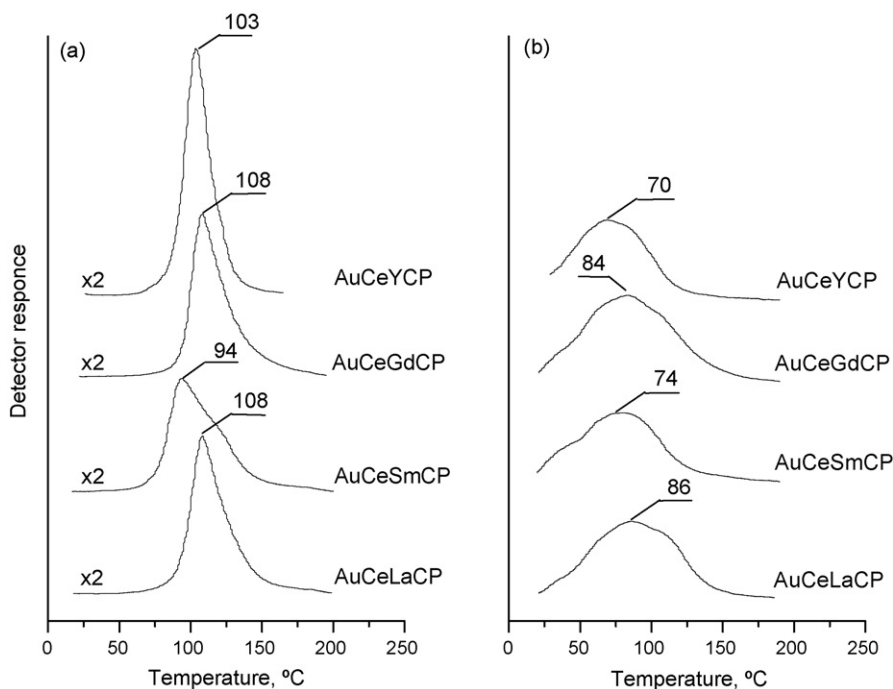 (a)
103
108
x2
AuCeYCP
x2
AuCeGdCP
94
108
x2
AuCeSmCP
x2
AuCeLaCP
Detector responce
0 50 100 150 200 250
Temperature, ºC
(b)
70
AuCeYCP
84
AuCeGdCP
74
AuCeSmCP
86
AuCeLaCP
0 50 100 150 200 250
Temperature, ºC